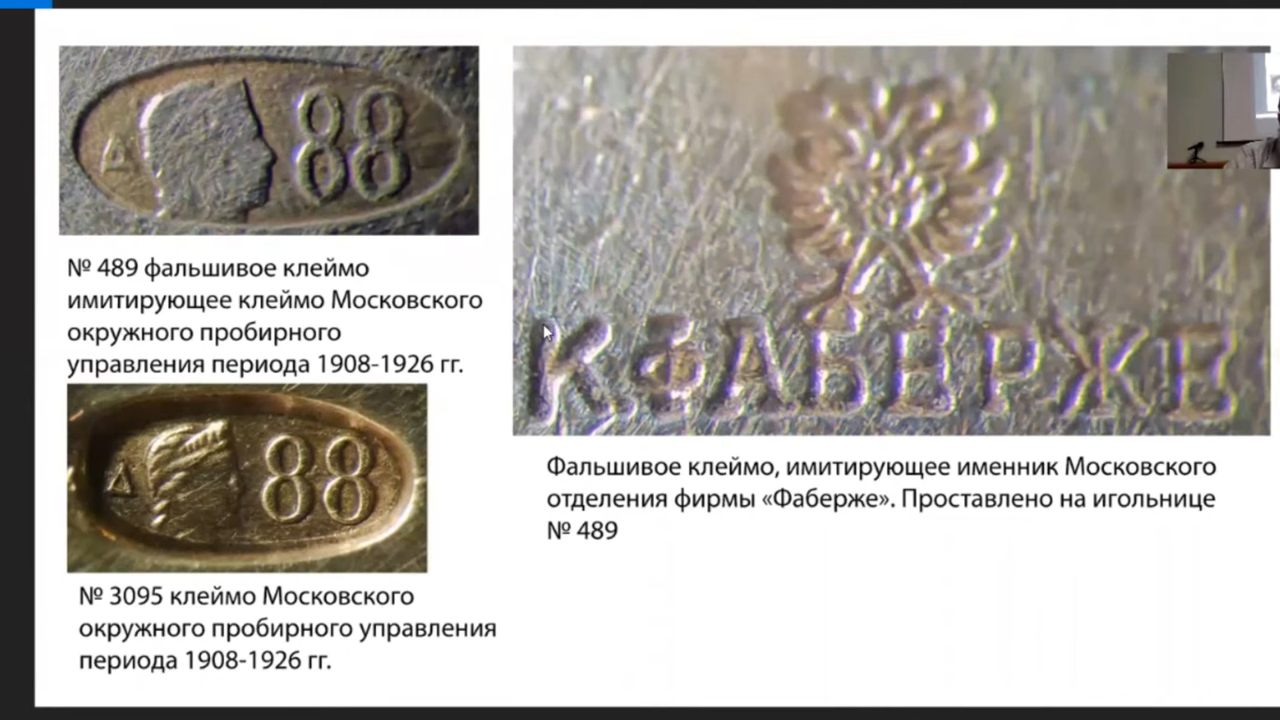 Δ 88
№ 489 фальшивое клеймо
имитирующее клеймо Московского
окружного пробирного
управления периода 1908-1926 гг.
Δ 88
№ 3095 клеймо Московского
окружного пробирного управления
периода 1908-1926 гг.
КФАБЕРЖЕ
Фальшивое клеймо, имитирующее именник Московского
отделения фирмы «Фаберже». Проставлено на игольнице
№ 489